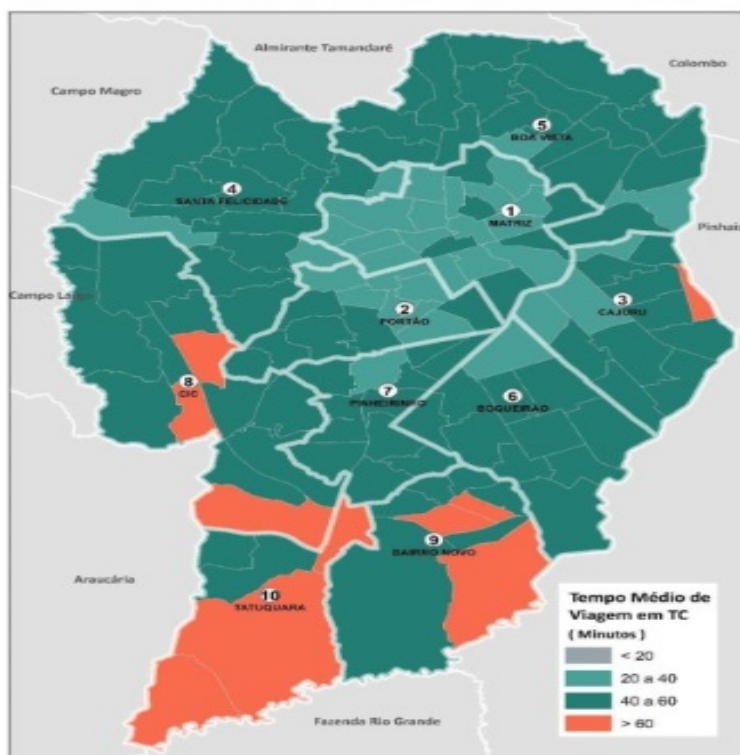 Almirante Tamandaré
Colombo
Campo Magro
5
BOA VISTA
4
SANTA FELICIDADE
1
MATRIZ
Pinhais
Campo Largo
3
CAJURU
2
PORTÃO
8
CIC
7
PINHEIRINHO
6
BOQUEIRÃO
9
BAIRRO NOVO
Araucária
10
TATUQUARA
Fazenda Rio Grande
Tempo Médio de
Viagem em TC
( Minutos )
< 20
20 a 40
40 a 60
> 60